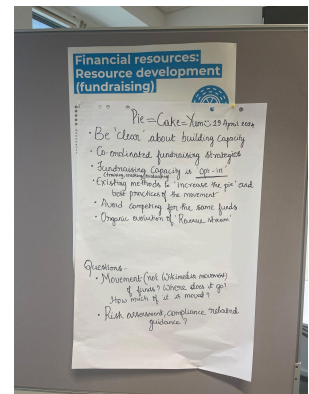 Financial resources:
Resource development
(fundraising)
Pie = Cake = Yum 19 April 2024
• Be 'clear' about building capacity
• Co-ordinated fundraising strategies
• Fundraising Capacity is 'opt-in'
(training, making,
• Existing methods to 'increase the pie' and
best practices of the movement
• Avoid competing for the same funds
• Organic evolution of 'Revenue stream'
Questions -
• Movement (not Wikimedia movement)
of funds? Where does it go?
How much of it is moved?
• Risk assessment, compliance related
guidance?